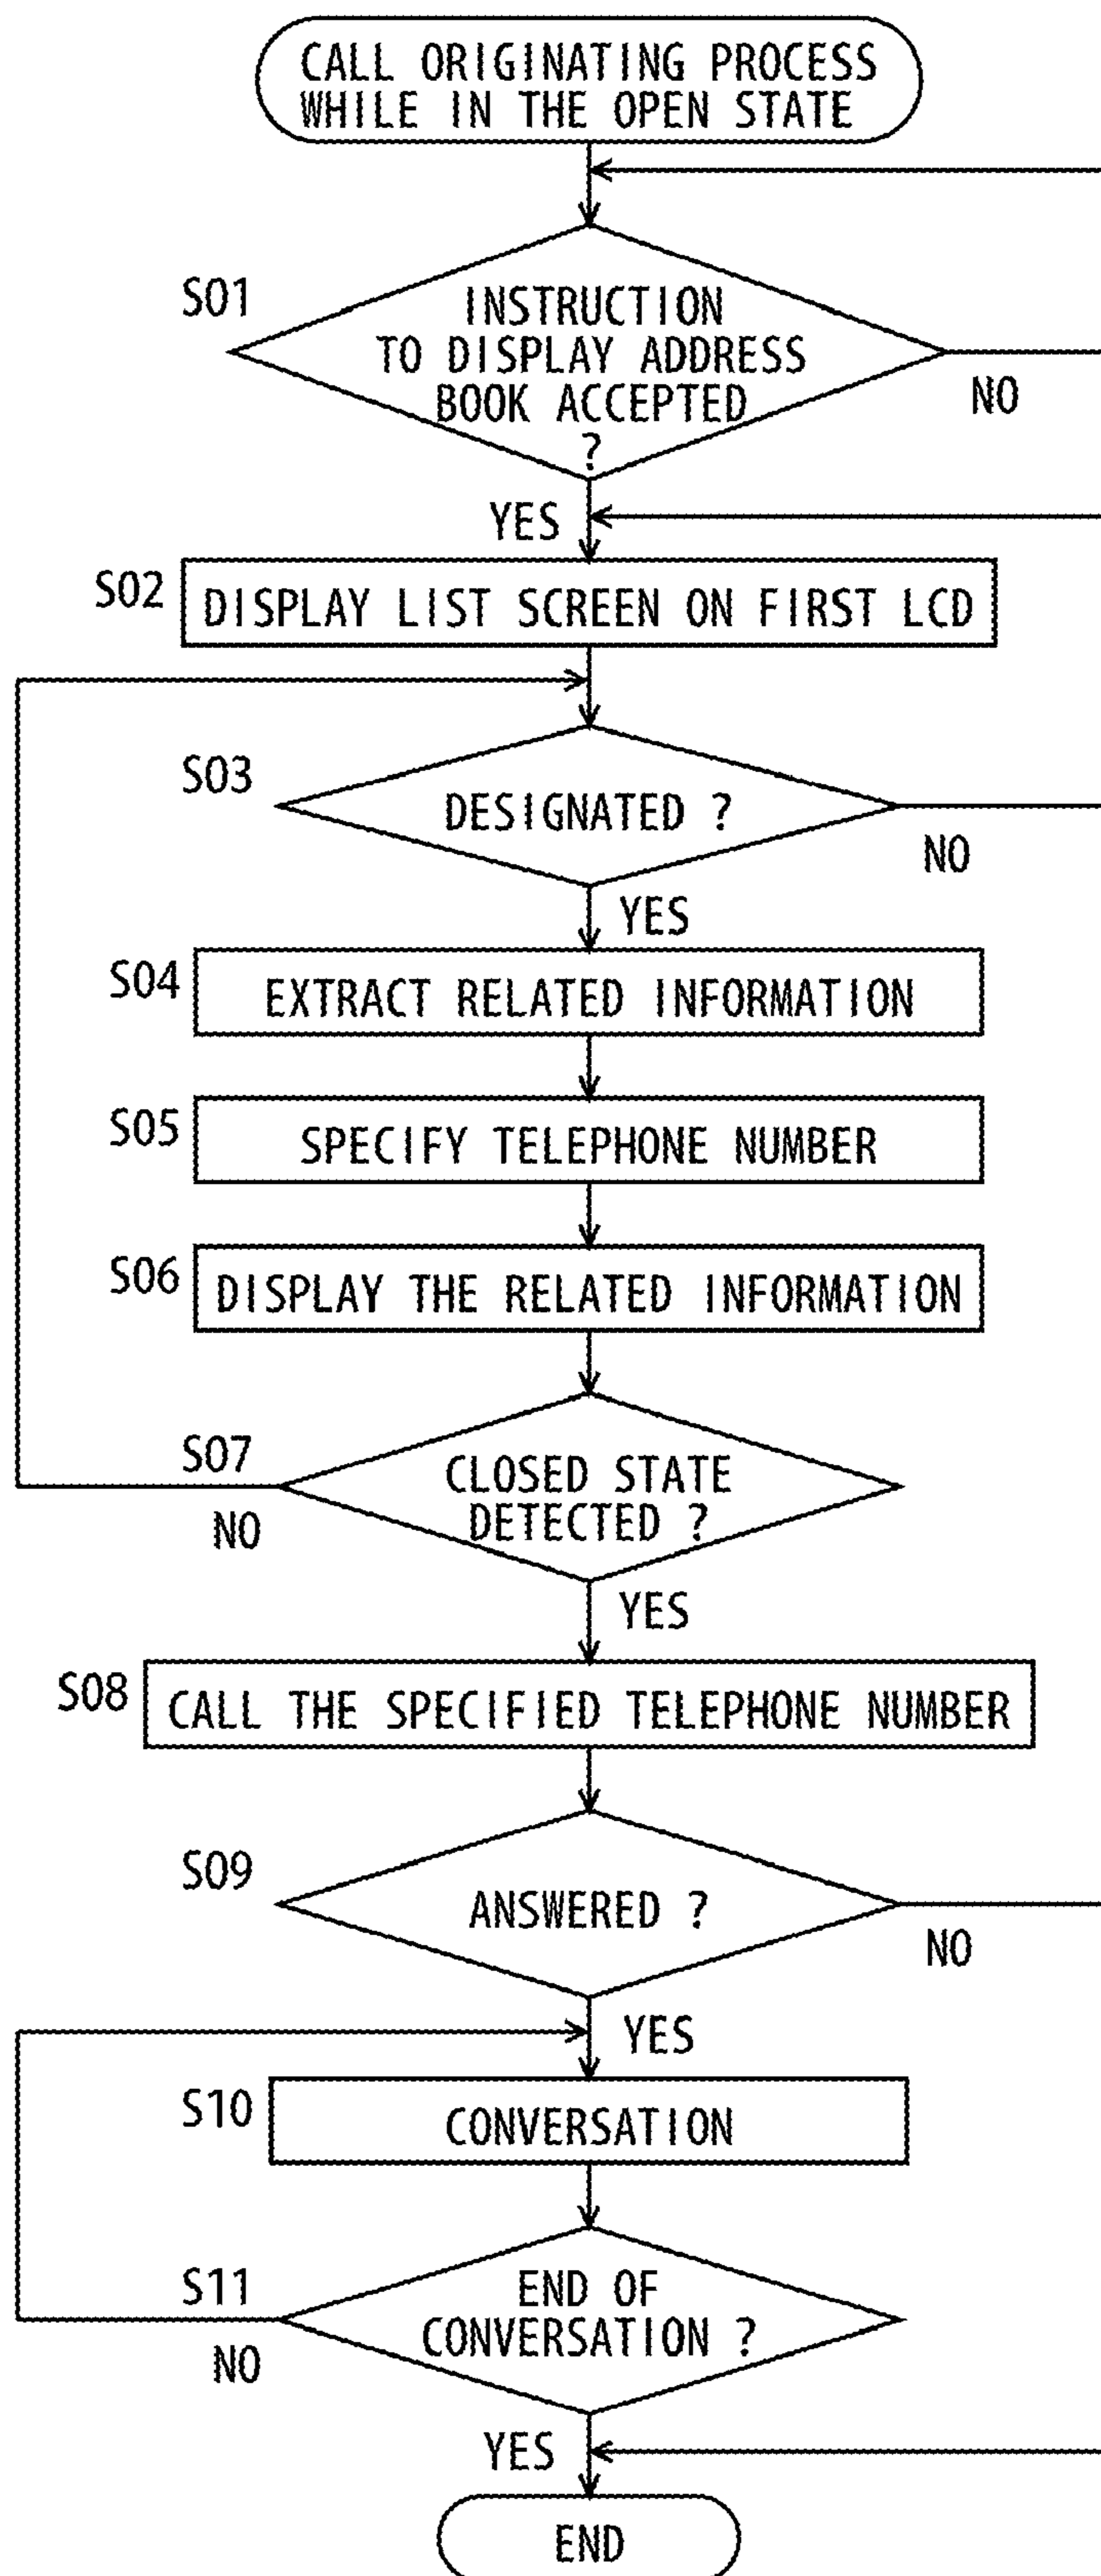 CALL ORIGINATING PROCESS
WHILE IN THE OPEN STATE
S01
INSTRUCTION
TO DISPLAY ADDRESS
BOOK ACCEPTED
?
NO
YES
S02
DISPLAY LIST SCREEN ON FIRST LCD
S03
DESIGNATED ?
NO
YES
S04
EXTRACT RELATED INFORMATION
S05
SPECIFY TELEPHONE NUMBER
S06
DISPLAY THE RELATED INFORMATION
S07
CLOSED STATE
DETECTED ?
NO
YES
S08
CALL THE SPECIFIED TELEPHONE NUMBER
S09
ANSWERED ?
NO
YES
S10
CONVERSATION
S11
END OF
CONVERSATION ?
NO
YES
END